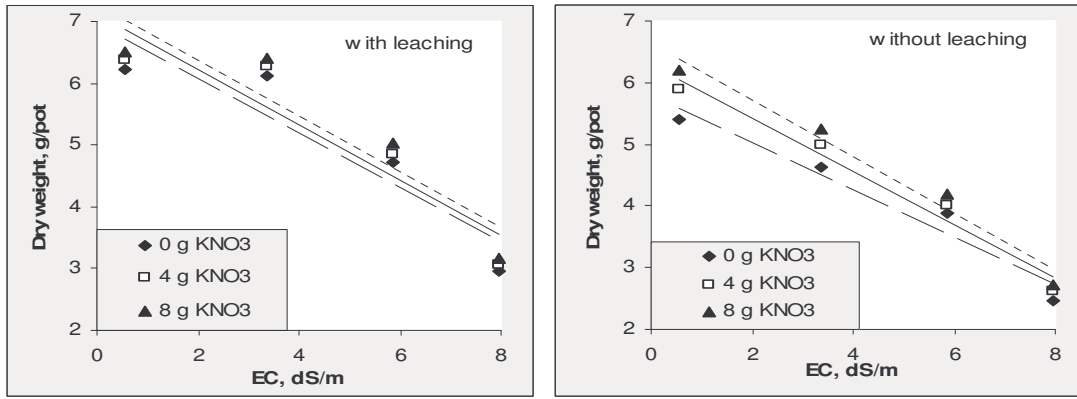 with leaching
Dry weight, g/pot
7
6
5
4
3
2
0 g KNO3
4 g KNO3
8 g KNO3
0 2 4 6 8
EC, dS/m
without leaching
Dry weight, g/pot
7
6
5
4
3
2
0 g KNO3
4 g KNO3
8 g KNO3
0 2 4 6 8
EC, dS/m